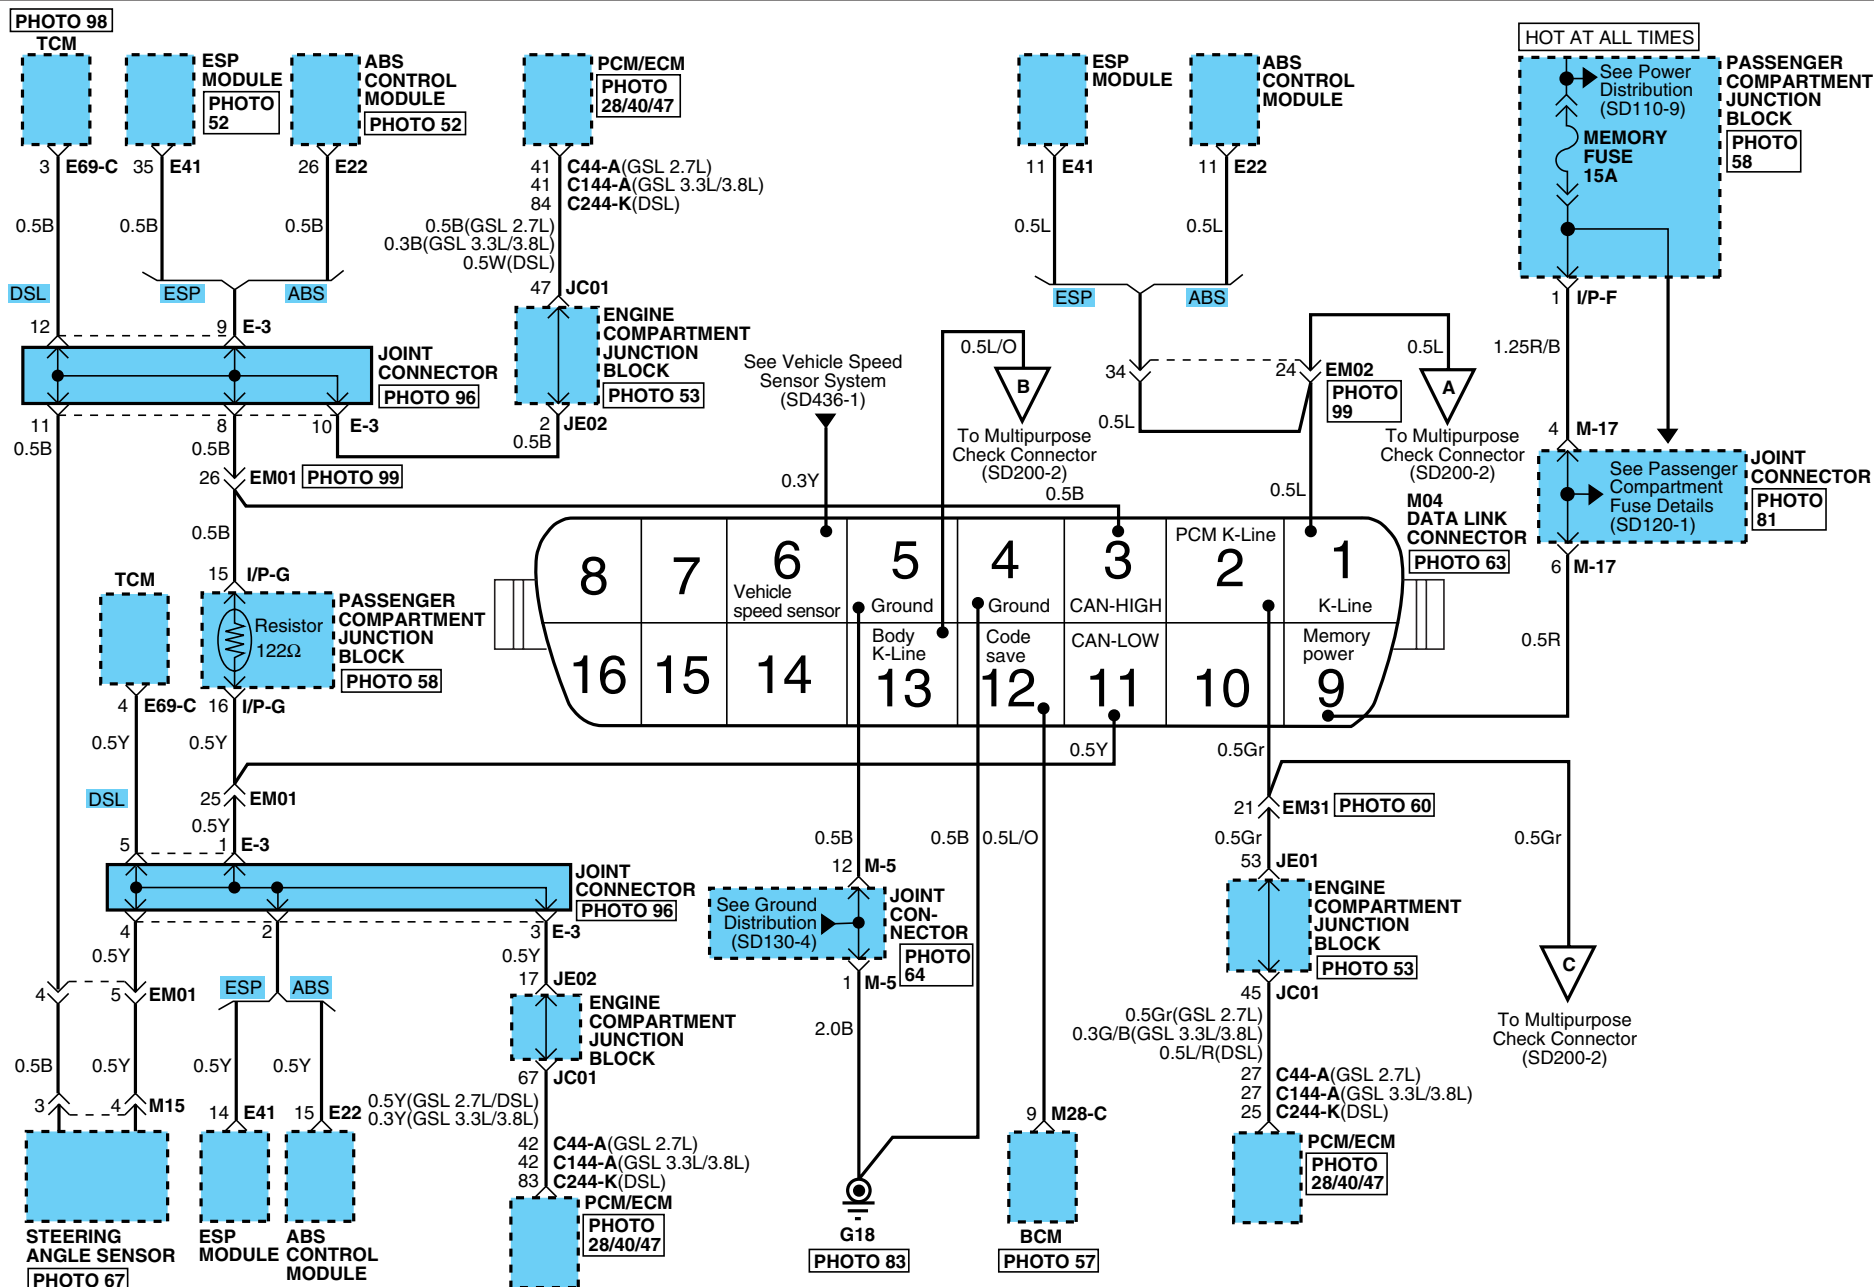 PHOTO 98
TCM
ESP
MODULE
PHOTO
52
ABS
CONTROL
MODULE
PHOTO 52
PCM/ECM
PHOTO
28/40/47
ESP
MODULE
ABS
CONTROL
MODULE
HOT AT ALL TIMES
See Power
Distribution
(SD110-9)
MEMORY
FUSE
15A
PASSENGER
COMPARTMENT
JUNCTION
BLOCK
PHOTO
58
3 E69-C
35 E41
26 E22
41 C44-A(GSL 2.7L)
41 C144-A(GSL 3.3L/3.8L)
84 C244-K(DSL)
11 E41
11 E22
0.5B
0.5B
0.5B
0.5B(GSL 2.7L)
0.3B(GSL 3.3L/3.8L)
0.5W(DSL)
0.5L
0.5L
DSL
ESP
ABS
47 JC01
ESP
ABS
1 I/P-F
12
9 E-3
ENGINE
COMPARTMENT
JUNCTION
BLOCK
PHOTO 53
JOINT
CONNECTOR
PHOTO 96
See Vehicle Speed
Sensor System
(SD436-1)
0.5L/O
B
To Multipurpose
Check Connector
(SD200-2)
34
24 EM02
PHOTO
99
0.5L
0.5L
A
To Multipurpose
Check Connector
(SD200-2)
1.25R/B
4 M-17
11
8
10 E-3
2 JE02
0.5B
0.5B
0.5B
26 EM01 PHOTO 99
0.3Y
0.5B
0.5L
See Passenger
Compartment
Fuse Details
(SD120-1)
JOINT
CONNECTOR
PHOTO
81
6 M-17
M04
DATA LINK
CONNECTOR
PHOTO 63
0.5B
15 I/P-G
8
7
6
Vehicle
speed sensor
5
Ground
4
Ground
3
CAN-HIGH
PCM K-Line
2
1
K-Line
16
15
14
Body
K-Line
13
Code
save
12
CAN-LOW
11
10
Memory
power
9
0.5R
TCM
Resistor
122Ω
PASSENGER
COMPARTMENT
JUNCTION
BLOCK
PHOTO 58
4 E69-C
16 I/P-G
0.5Y
0.5Y
0.5Y
0.5Gr
DSL
25 EM01
0.5Y
5
1 E-3
21 EM31 PHOTO 60
0.5B
0.5B
0.5L/O
0.5Gr
0.5Gr
12 M-5
53 JE01
JOINT
CONNECTOR
PHOTO 96
See Ground
Distribution
(SD130-4)
JOINT
CON-
NECTOR
PHOTO
64
ENGINE
COMPARTMENT
JUNCTION
BLOCK
PHOTO 53
4
2
3 E-3
0.5Y
0.5Y
1 M-5
C
To Multipurpose
Check Connector
(SD200-2)
4
5 EM01
ESP
ABS
17 JE02
ENGINE
COMPARTMENT
JUNCTION
BLOCK
2.0B
45 JC01
0.5Gr(GSL 2.7L)
0.3G/B(GSL 3.3L/3.8L)
0.5L/R(DSL)
0.5B
0.5Y
0.5Y
0.5Y
67 JC01
0.5Y(GSL 2.7L/DSL)
0.3Y(GSL 3.3L/3.8L)
27 C44-A(GSL 2.7L)
27 C144-A(GSL 3.3L/3.8L)
25 C244-K(DSL)
3
4 M15
14 E41
15 E22
9 M28-C
42 C44-A(GSL 2.7L)
42 C144-A(GSL 3.3L/3.8L)
83 C244-K(DSL)
PCM/ECM
PHOTO
28/40/47
PCM/ECM
PHOTO
28/40/47
STEERING
ANGLE SENSOR
PHOTO 67
ESP
MODULE
ABS
CONTROL
MODULE
G18
PHOTO 83
BCM
PHOTO 57